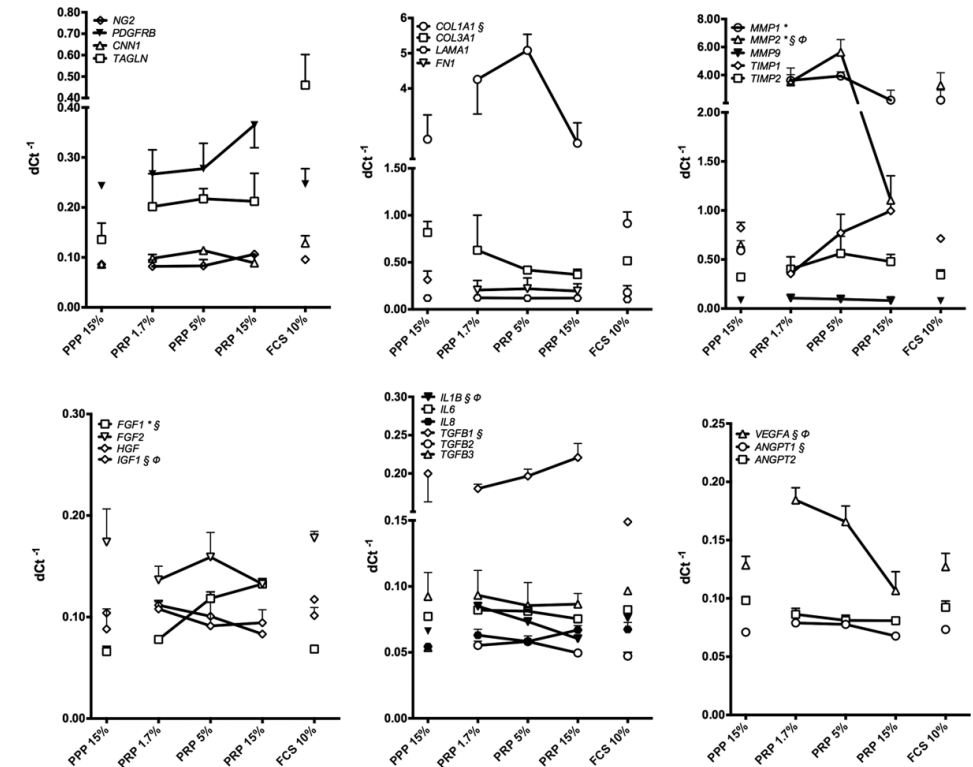 NG2
PDGFRB
CNN1
TAGLN
0.80
0.70
0.60
0.50
0.40
0.40
0.30
0.20
0.10
0.00
dCt -1
PPP 15%
PRP 1.7%
PRP 5%
PRP 15%
FCS 10%
COL1A1 §
COL3A1
LAMA1
FN1
6
5
4
1.50
1.00
0.50
0.00
dCt -1
PPP 15%
PRP 1.7%
PRP 5%
PRP 15%
FCS 10%
MMP1 *
MMP2 * § Φ
MMP9
TIMP1
TIMP2
8.00
6.00
4.00
2.00
1.50
1.00
0.50
0.00
dCt -1
PPP 15%
PRP 1.7%
PRP 5%
PRP 15%
FCS 10%
FGF1 * §
FGF2
HGF
IGF1 § Φ
0.30
0.20
0.10
0.00
dCt -1
PPP 15%
PRP 1.7%
PRP 5%
PRP 15%
FCS 10%
IL1B § Φ
IL6
IL8
TGFB1 §
TGFB2
TGFB3
0.30
0.25
0.20
0.15
0.10
0.05
0.00
dCt -1
PPP 15%
PRP 1.7%
PRP 5%
PRP 15%
FCS 10%
VEGFA § Φ
ANGPT1 §
ANGPT2
0.25
0.20
0.15
0.10
0.05
0.00
dCt -1
PPP 15%
PRP 1.7%
PRP 5%
PRP 15%
FCS 10%